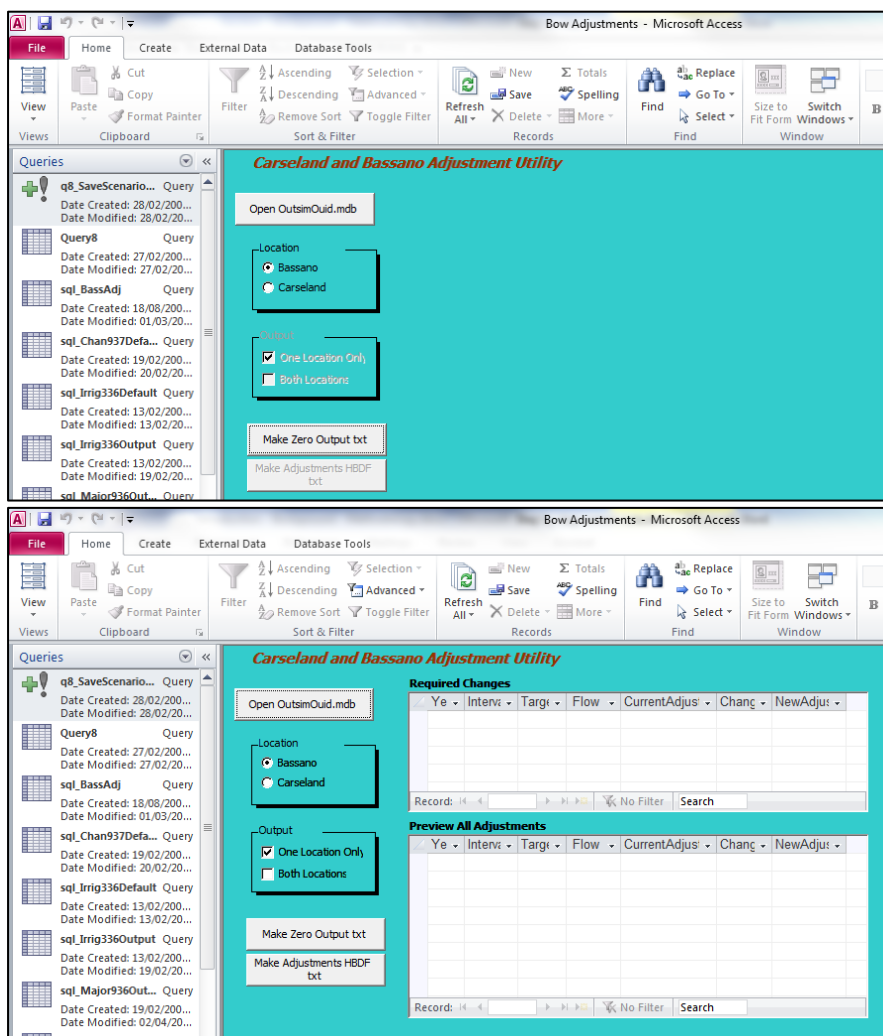 Bow Adjustments - Microsoft Access
File Home Create External Data Database Tools
View
Views
Paste
Cut
Copy
Format Painter
Clipboard
Filter
Ascending
Descending
Remove Sort
Selection
Advanced
Toggle Filter
Sort & Filter
Refresh
All
New
Save
Delete
Totals
Spelling
More
Records
Find
Replace
Go To
Select
Find
Size to
Fit Form
Switch
Windows
Window
B
Queries
q8_SaveScenario... Query
Date Created: 28/02/200...
Date Modified: 28/02/20...
Query8 Query
Date Created: 27/02/200...
Date Modified: 27/02/20...
sql_BassAdj Query
Date Created: 18/08/200...
Date Modified: 01/03/20...
sql_Chan937Defa... Query
Date Created: 19/02/200...
Date Modified: 20/02/20...
sql_Irrig336Default Query
Date Created: 13/02/200...
Date Modified: 13/02/20...
sql_Irrig336Output Query
Date Created: 13/02/200...
Date Modified: 19/02/20...
sql_Major936Out... Query
Carseland and Bassano Adjustment Utility
Open OutsimOuid.mdb
Location
Bassano
Carseland
Output
One Location Only
Both Locations
Make Zero Output txt
Make Adjustments HBDF
txt
Bow Adjustments - Microsoft Access
File Home Create External Data Database Tools
View
Views
Paste
Cut
Copy
Format Painter
Clipboard
Filter
Ascending
Descending
Remove Sort
Selection
Advanced
Toggle Filter
Sort & Filter
Refresh
All
New
Save
Delete
Totals
Spelling
More
Records
Find
Replace
Go To
Select
Find
Size to
Fit Form
Switch
Windows
Window
B
Queries
q8_SaveScenario... Query
Date Created: 28/02/200...
Date Modified: 28/02/20...
Query8 Query
Date Created: 27/02/200...
Date Modified: 27/02/20...
sql_BassAdj Query
Date Created: 18/08/200...
Date Modified: 01/03/20...
sql_Chan937Defa... Query
Date Created: 19/02/200...
Date Modified: 20/02/20...
sql_Irrig336Default Query
Date Created: 13/02/200...
Date Modified: 13/02/20...
sql_Irrig336Output Query
Date Created: 13/02/200...
Date Modified: 19/02/20...
sql_Major936Out... Query
Date Created: 19/02/200...
Date Modified: 02/04/20...
Carseland and Bassano Adjustment Utility
Open OutsimOuid.mdb
Location
Bassano
Carseland
Output
One Location Only
Both Locations
Make Zero Output txt
Make Adjustments HBDF
txt
Required Changes
Ye Interva Targe Flow CurrentAdjus Chang NewAdjus
Record: No Filter Search
Preview All Adjustments
Ye Interva Targe Flow CurrentAdjus Chang NewAdjus
Record: No Filter Search